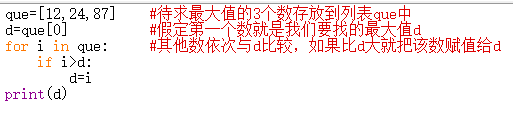 que=[12,24,87]    #待求最大值的3个数存放到列表que中
d=que[0]          #假定第一个数就是我们要找的最大值d
for i in que:     #其他数依次与d比较，如果比d大就把该数赋值给d
    if i>d:
        d=i
print(d)